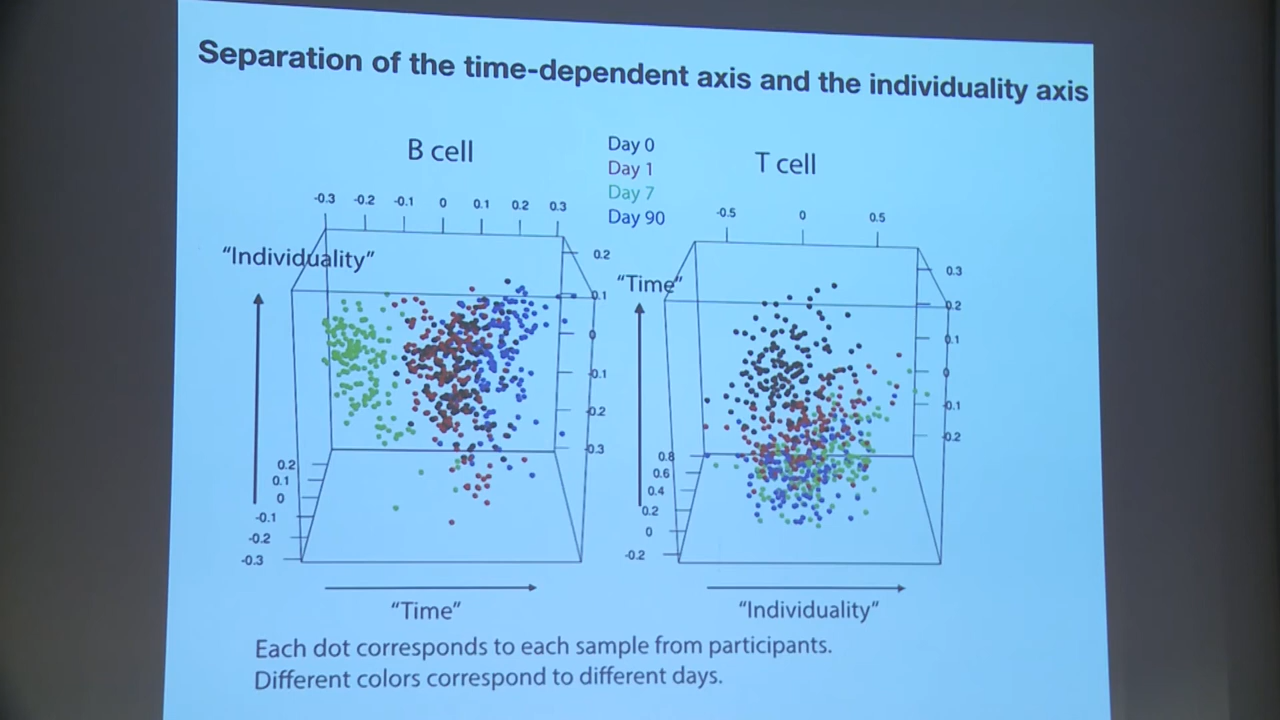 Separation of the time-dependent axis and the individuality axis
B cell
Day 0
Day 1
Day 7
Day 90
T cell
-0.3 -0.2 -0.1 0 0.1 0.2 0.3
-0.5 0 0.5
"Individuality"
0.2
0.1
0
-0.1
-0.2
-0.3
"Time"
0.3
0.2
0.1
0
-0.1
-0.2
0.2
0.1
0
-0.1
-0.2
-0.3
0.8
0.6
0.4
0.2
0
-0.2
"Time"
"Individuality"
Each dot corresponds to each sample from participants.
Different colors correspond to different days.